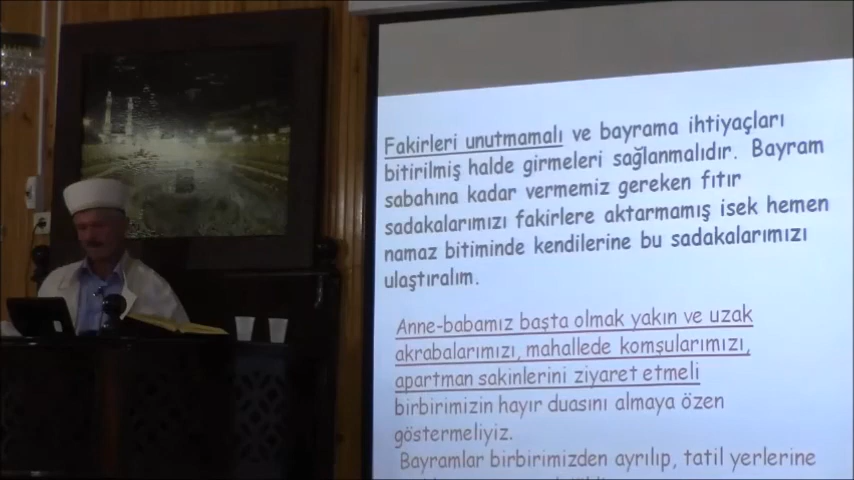 Fakirleri unutmamalı ve bayrama ihtiyaçları
bitirilmiş halde girmeleri sağlanmalıdır. Bayram
sabahına kadar vermemiz gereken fıtır
sadakalarımızı fakirlere aktarmamış isek hemen
namaz bitiminde kendilerine bu sadakalarımızı
ulaştıralım.
Anne-babamız başta olmak yakın ve uzak
akrabalarımızı, mahallede komşularımızı,
apartman sakinlerini ziyaret etmeli
birbirimizin hayır duasını almaya özen
göstermeliyiz.
Bayramlar birbirimizden ayrılıp, tatil yerlerine